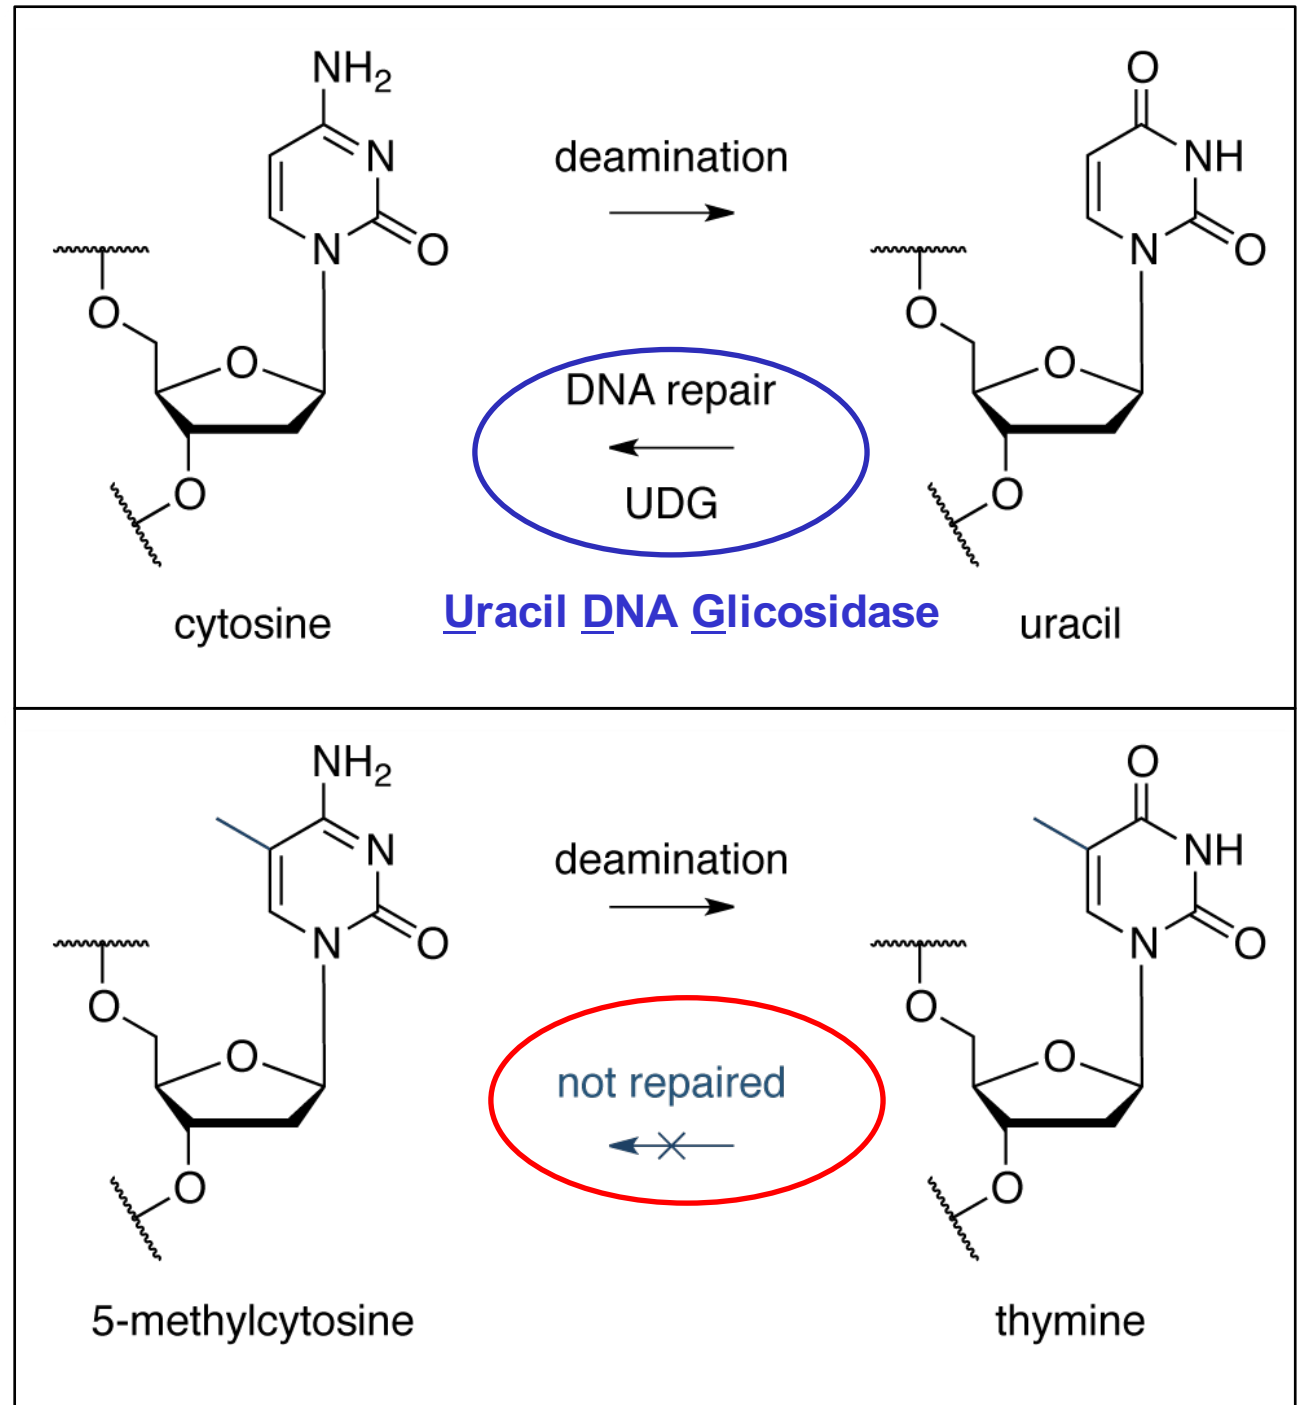 NH₂
N
N
O
O
O
O
cytosine
deamination
DNA repair
UDG
Uracil DNA Glicosidase
O
NH
N
O
O
O
O
uracil
NH₂
N
N
O
O
O
O
5-methylcytosine
deamination
not repaired
O
NH
N
O
O
O
O
thymine